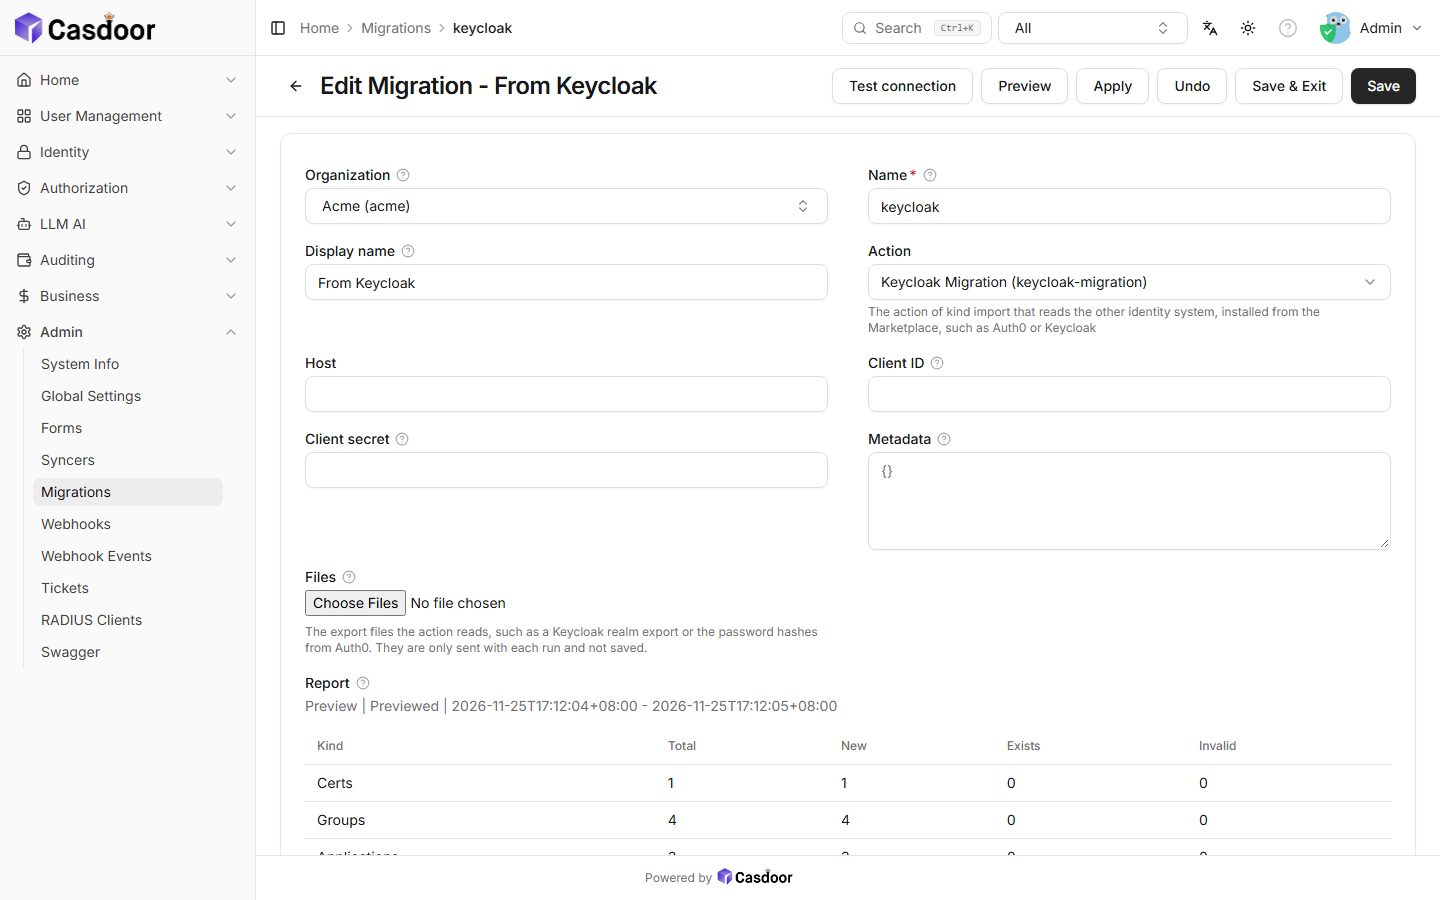 Casdoor
Home > Migrations > keycloak
Search Ctrl+K
All
Admin
Home
User Management
Identity
Authorization
LLM AI
Auditing
Business
Admin
System Info
Global Settings
Forms
Syncers
Migrations
Webhooks
Webhook Events
Tickets
RADIUS Clients
Swagger
Edit Migration - From Keycloak
Test connection
Preview
Apply
Undo
Save & Exit
Save
Organization
Acme (acme)
Name*
keycloak
Display name
From Keycloak
Action
Keycloak Migration (keycloak-migration)
The action of kind import that reads the other identity system, installed from the
Marketplace, such as Auth0 or Keycloak
Host
Client ID
Client secret
Metadata
{}
Files
Choose Files No file chosen
The export files the action reads, such as a Keycloak realm export or the password hashes
from Auth0. They are only sent with each run and not saved.
Report
Preview | Previewed | 2026-11-25T17:12:04+08:00 - 2026-11-25T17:12:05+08:00
Kind Total New Exists Invalid
Certs 1 1 0 0
Groups 4 4 0 0
Powered by Casdoor